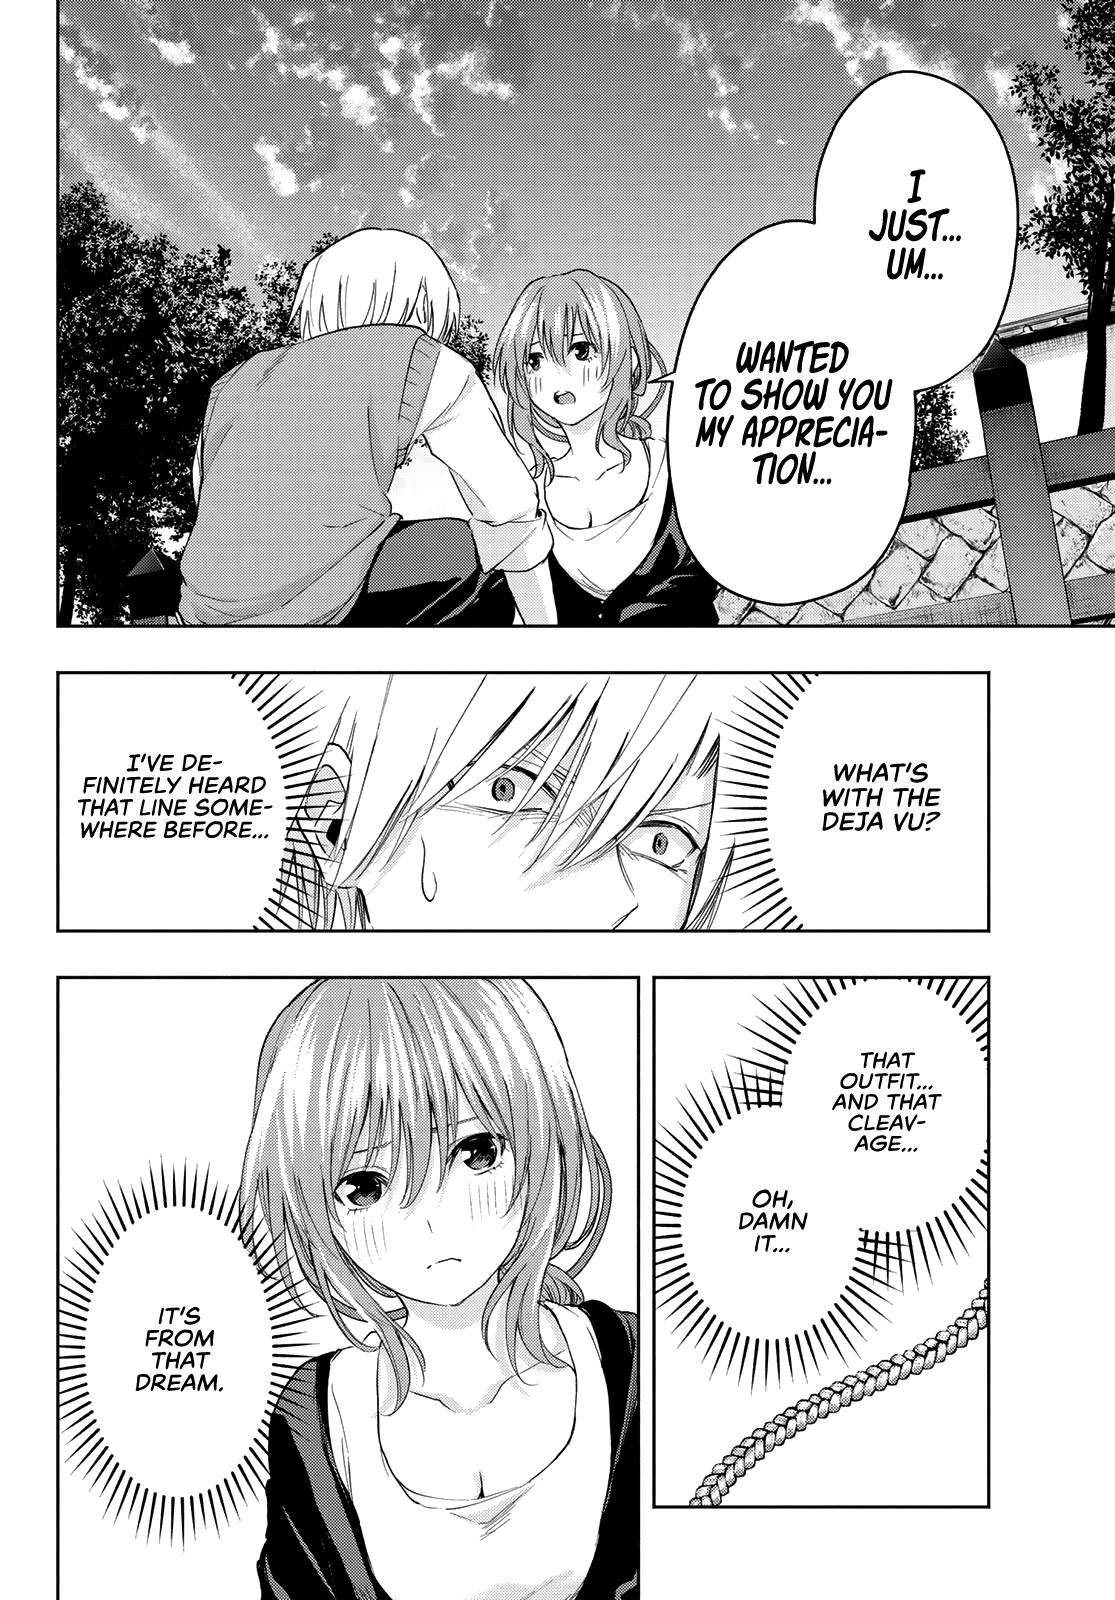 I
JUST...
UM...
WANTED
TO SHOW YOU
MY APPRECIA-
TION...
WHAT'S
WITH THE
DEJA VU?
I'VE DE-
FINITELY HEARD
THAT LINE SOME-
WHERE BEFORE...
THAT
OUTFIT...
AND THAT
CLEAV-
AGE...
OH,
DAMN
IT...
IT'S
FROM
THAT
DREAM.